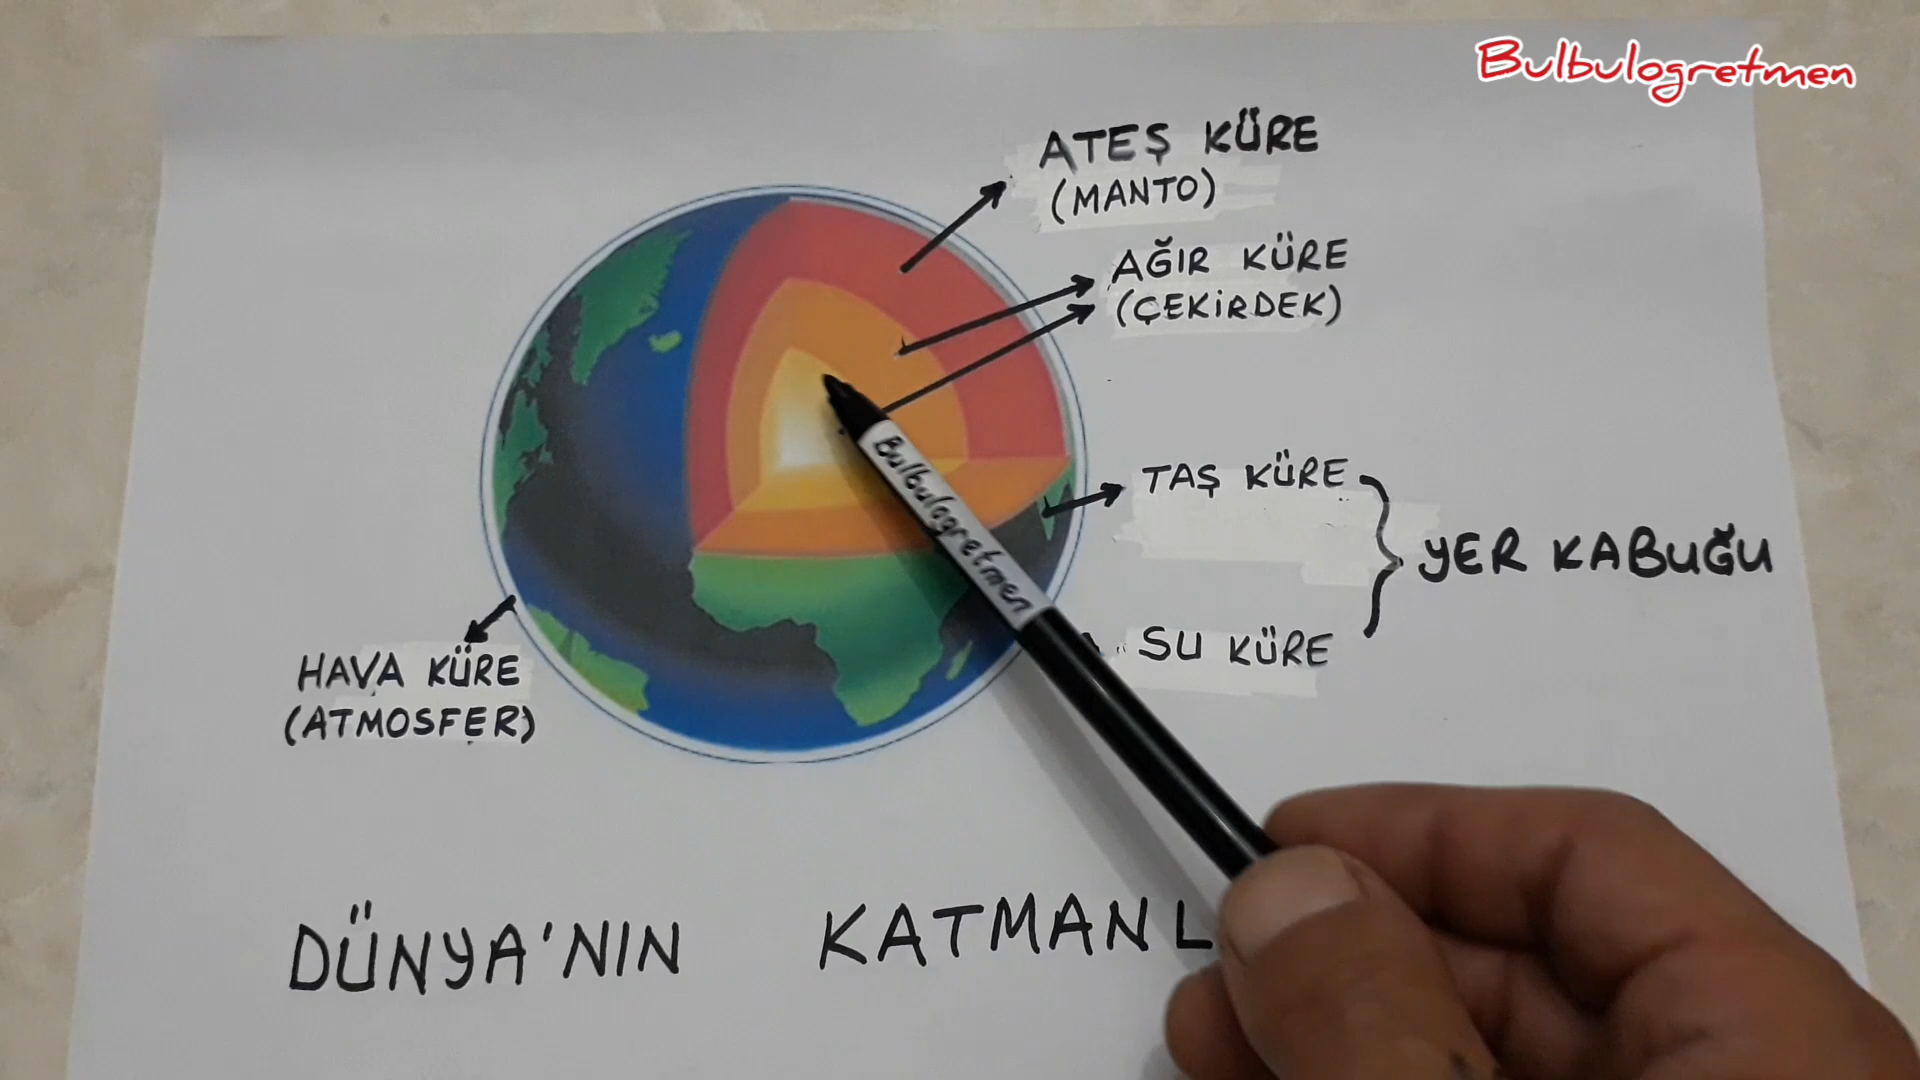 Bulbulogretmen
ATEŞ KÜRE
(MANTO)
AĞIR KÜRE
(ÇEKİRDEK)
TAŞ KÜRE
YER KABUĞU
SU KÜRE
HAVA KÜRE
(ATMOSFER)
Bulbulogretmen
DÜNYA'NIN KATMANL